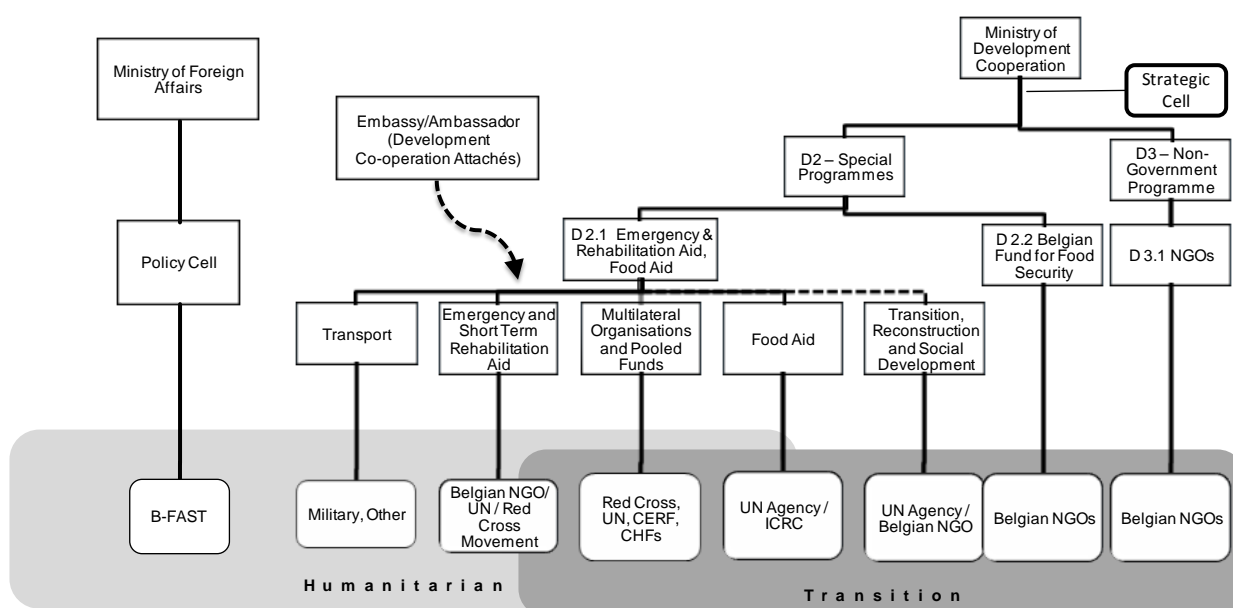 Ministry of
Development
Cooperation
Ministry of Foreign
Affairs
Strategic
Cell
Embassy/Ambassador
(Development
Co-operation Attachés)
D2 – Special
Programmes
D3 – Non-
Government
Programme
Policy Cell
D 2.1 Emergency &
Rehabilitation Aid,
Food Aid
D 2.2 Belgian
Fund for Food
Security
D 3.1 NGOs
Transport
Emergency and
Short Term
Rehabilitation
Aid
Multilateral
Organisations
and Pooled
Funds
Food Aid
Transition,
Reconstruction
and Social
Development
B-FAST
Military, Other
Belgian NGO/
UN / Red
Cross
Movement
Red Cross,
UN, CERF,
CHFs
UN Agency /
ICRC
UN Agency /
Belgian NGO
Belgian NGOs
Belgian NGOs
Humanitarian
Transition